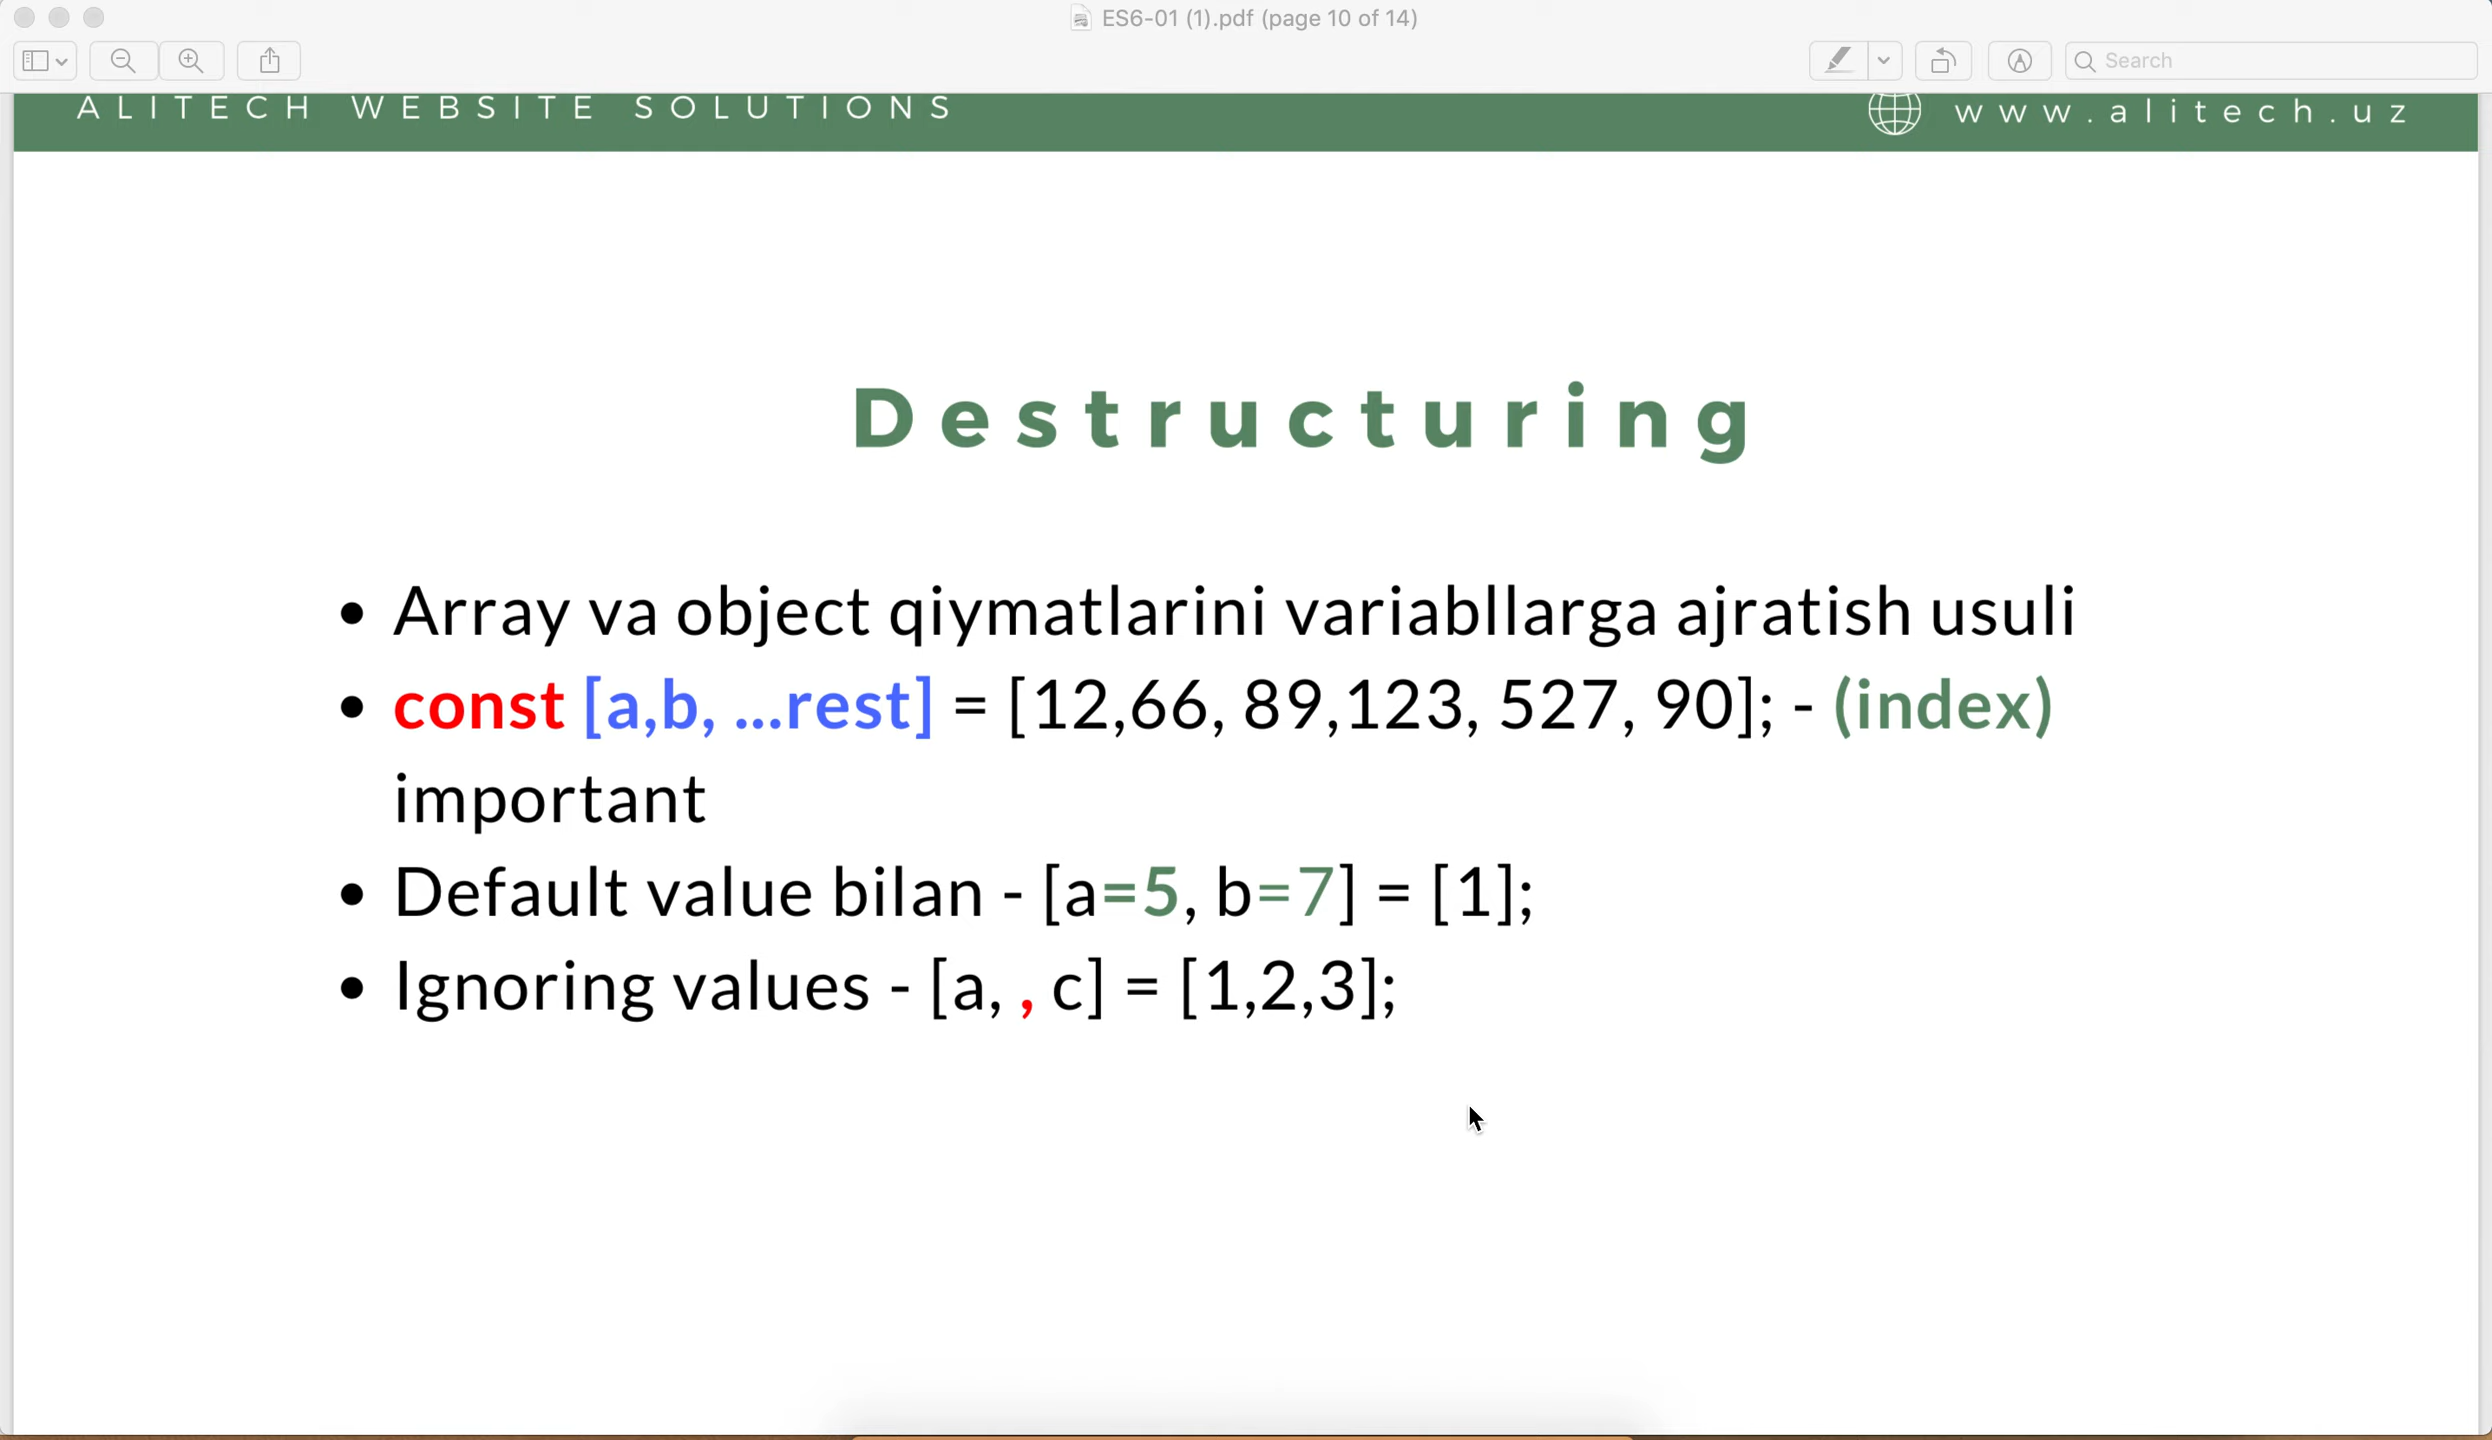 ES6-01 (1).pdf (page 10 of 14)
Search
ALITECH WEBSITE SOLUTIONS
www.alitech.uz
Destructuring
• Array va object qiymatlarini variabllarga ajratish usuli
• const [a,b, ...rest] = [12,66, 89,123, 527, 90]; - (index)
important
• Default value bilan - [a=5, b=7] = [1];
• Ignoring values - [a, , c] = [1,2,3];